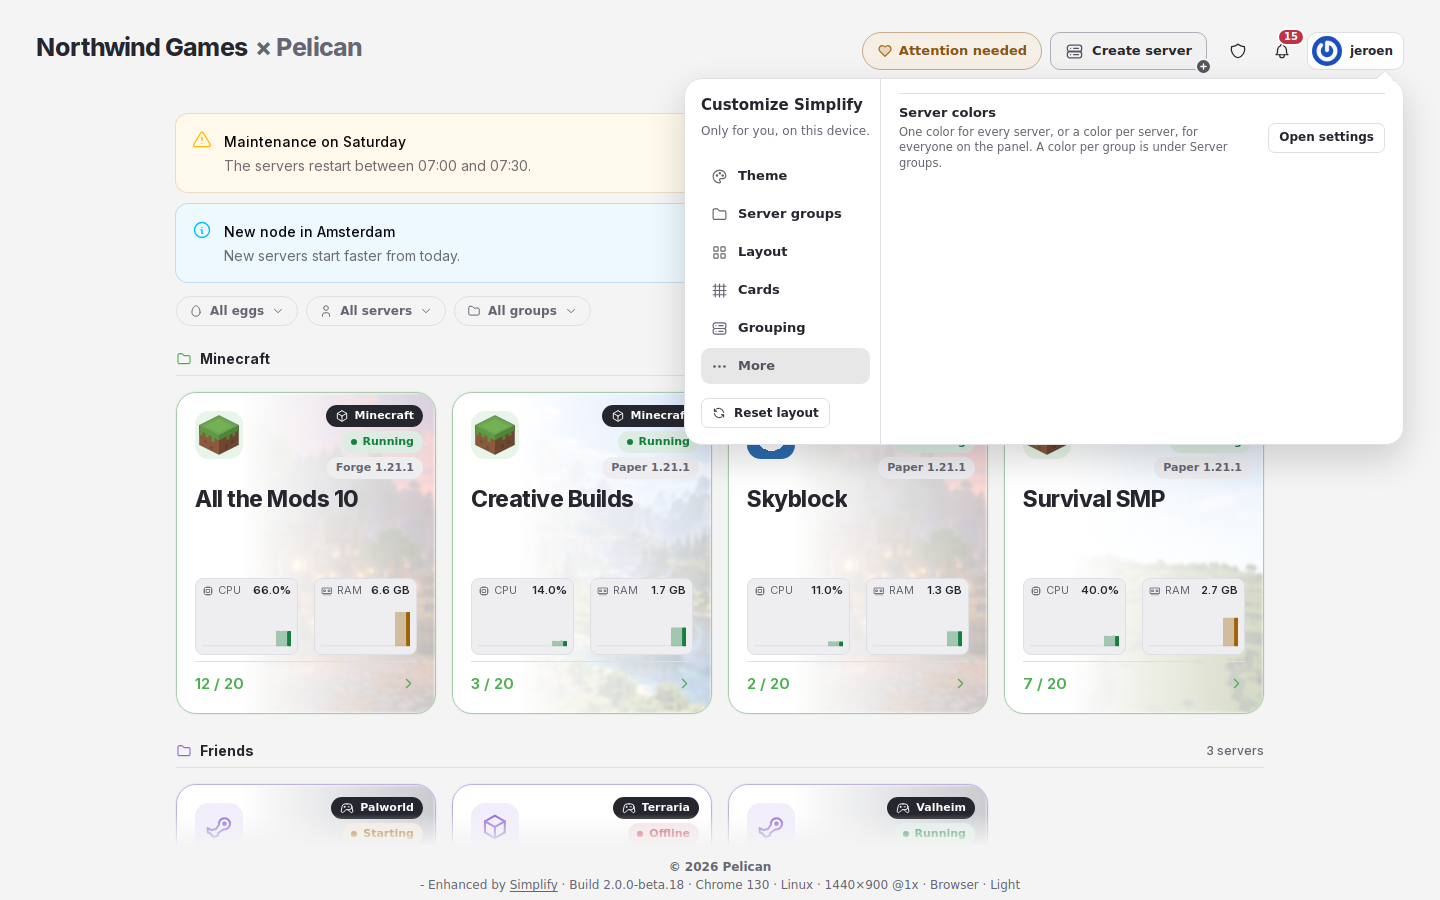 Northwind Games × Pelican
Attention needed
Create server
15
jeroen
Customize Simplify
Only for you, on this device.
Theme
Server groups
Layout
Cards
Grouping
More
Reset layout
Server colors
One color for every server, or a color per server, for
everyone on the panel. A color per group is under Server
groups.
Open settings
Maintenance on Saturday
The servers restart between 07:00 and 07:30.
New node in Amsterdam
New servers start faster from today.
All eggs
All servers
All groups
Minecraft
Minecraft
Running
Forge 1.21.1
All the Mods 10
CPU 66.0%
RAM 6.6 GB
12 / 20
Minecraf
Running
Paper 1.21.1
Creative Builds
CPU 14.0%
RAM 1.7 GB
3 / 20
Paper 1.21.1
Skyblock
CPU 11.0%
RAM 1.3 GB
2 / 20
Paper 1.21.1
Survival SMP
CPU 40.0%
RAM 2.7 GB
7 / 20
Friends
3 servers
Palworld
Starting
Terraria
Offline
Valheim
Running
© 2026 Pelican
- Enhanced by Simplify · Build 2.0.0-beta.18 · Chrome 130 · Linux · 1440×900 @1x · Browser · Light